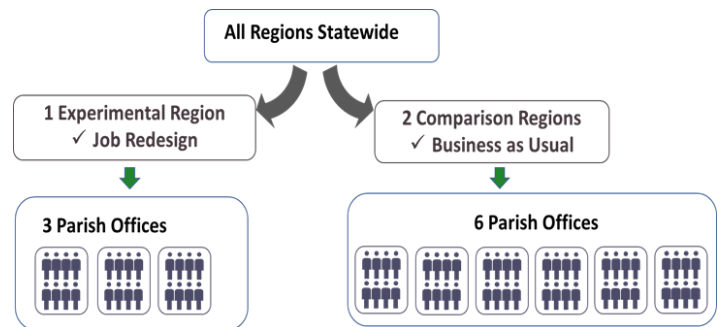 All Regions Statewide
1 Experimental Region
✓ Job Redesign
2 Comparison Regions
✓ Business as Usual
3 Parish Offices
6 Parish Offices